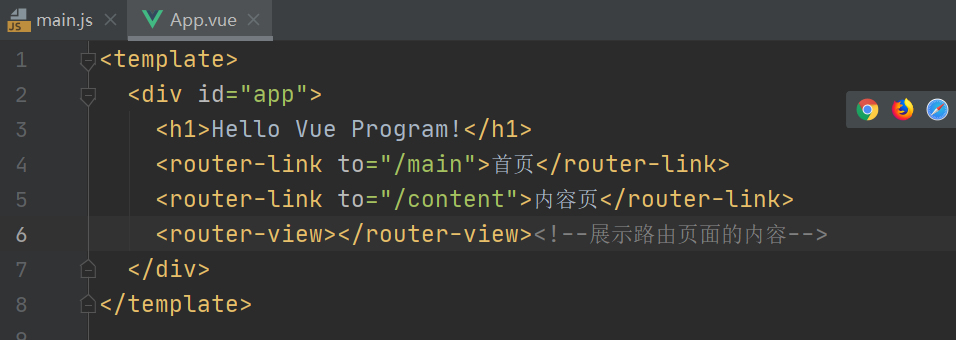 JS main.js App.vue
1 <template>
2 <div id="app">
3 <h1>Hello Vue Program!</h1>
4 <router-link to="/main">首页</router-link>
5 <router-link to="/content">内容页</router-link>
6 <router-view></router-view><!--展示路由页面的内容-->
7 </div>
8 </template>
9